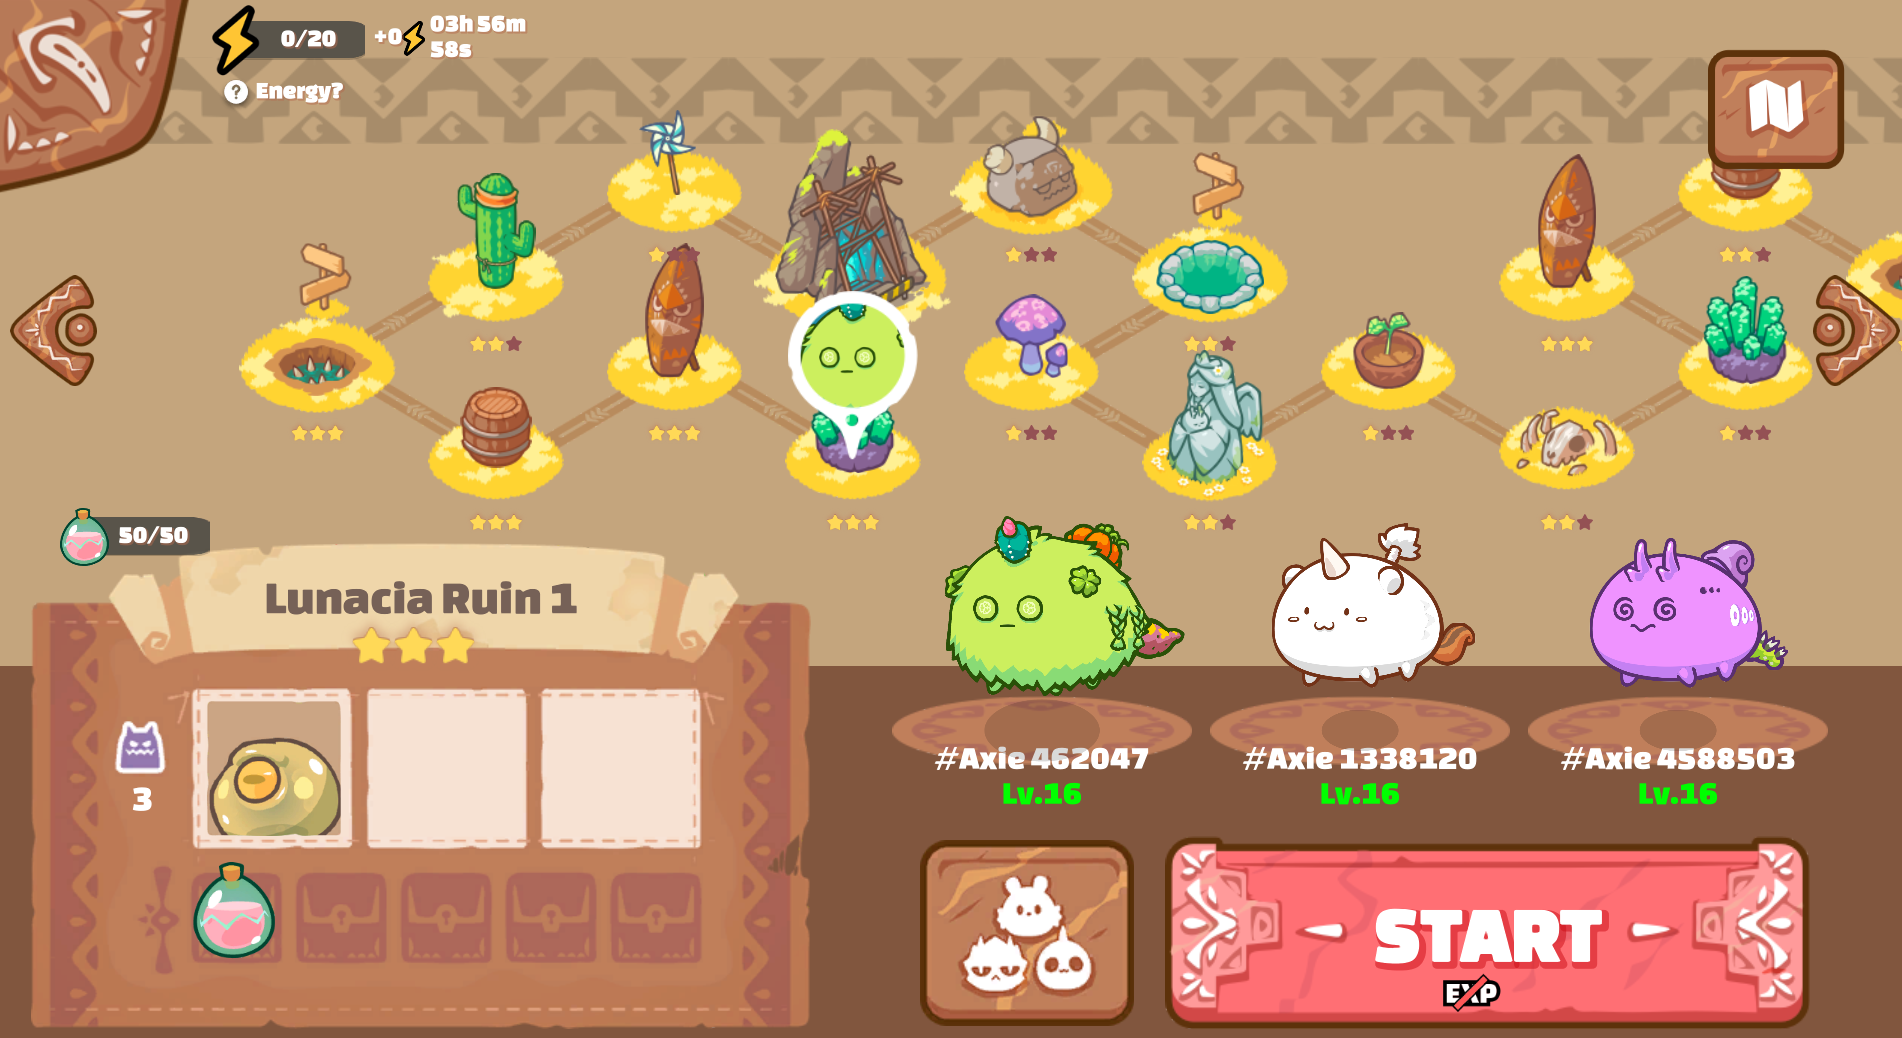 0/20
+0
03h 56m
58s
? Energy?
50/50
Lunacia Ruin 1
3
#Axie 462047
Lv.16
#Axie 1338120
Lv.16
#Axie 4588503
Lv.16
START
EXP